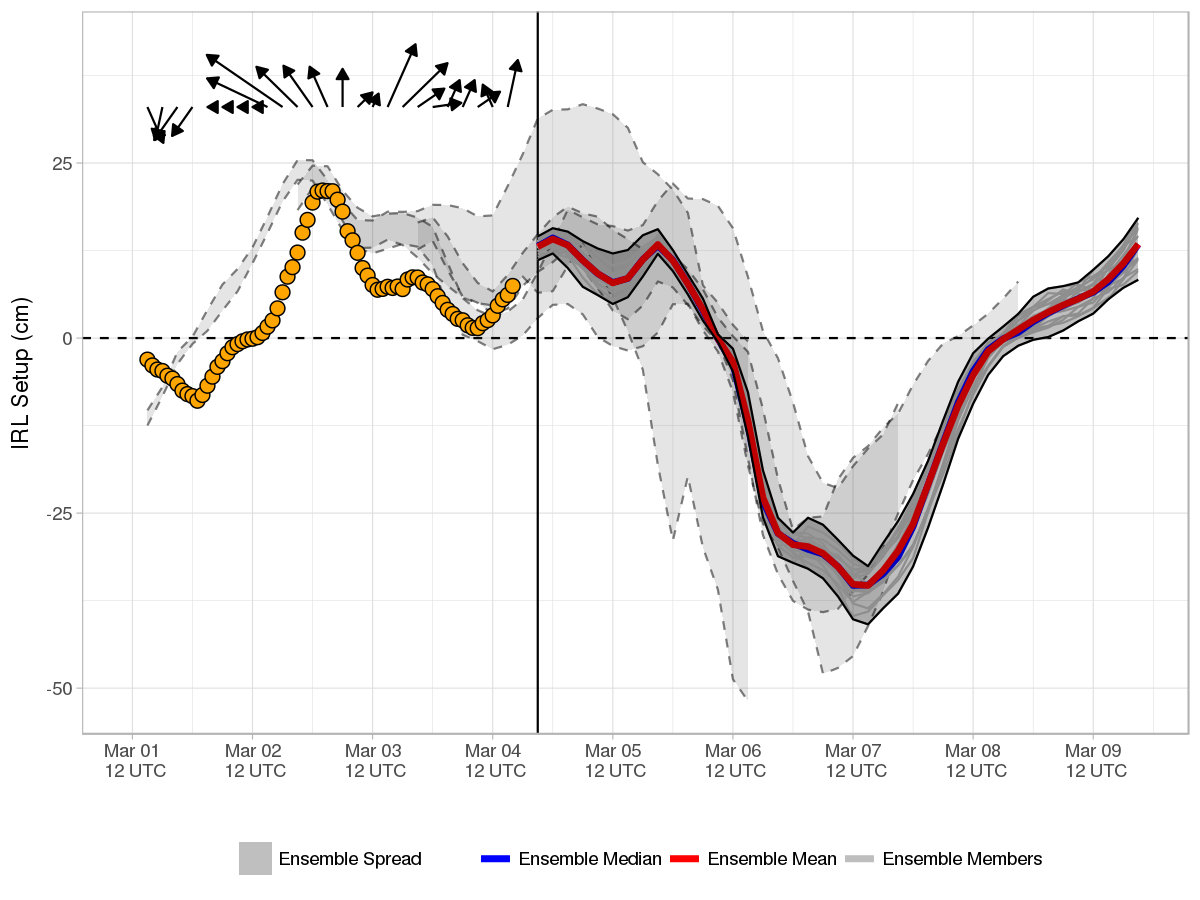 IRL Setup (cm)
25
0
-25
-50
Mar 01 Mar 02 Mar 03 Mar 04 Mar 05 Mar 06 Mar 07 Mar 08 Mar 09
12 UTC 12 UTC 12 UTC 12 UTC 12 UTC 12 UTC 12 UTC 12 UTC 12 UTC
Ensemble Spread Ensemble Median Ensemble Mean Ensemble Members